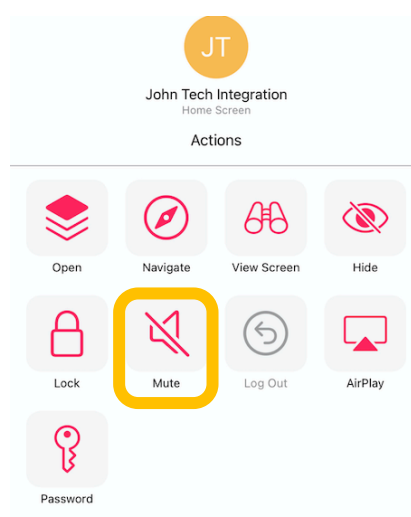 JT
John Tech Integration
Home Screen
Actions
Open Navigate View Screen Hide
Lock Mute Log Out AirPlay
Password